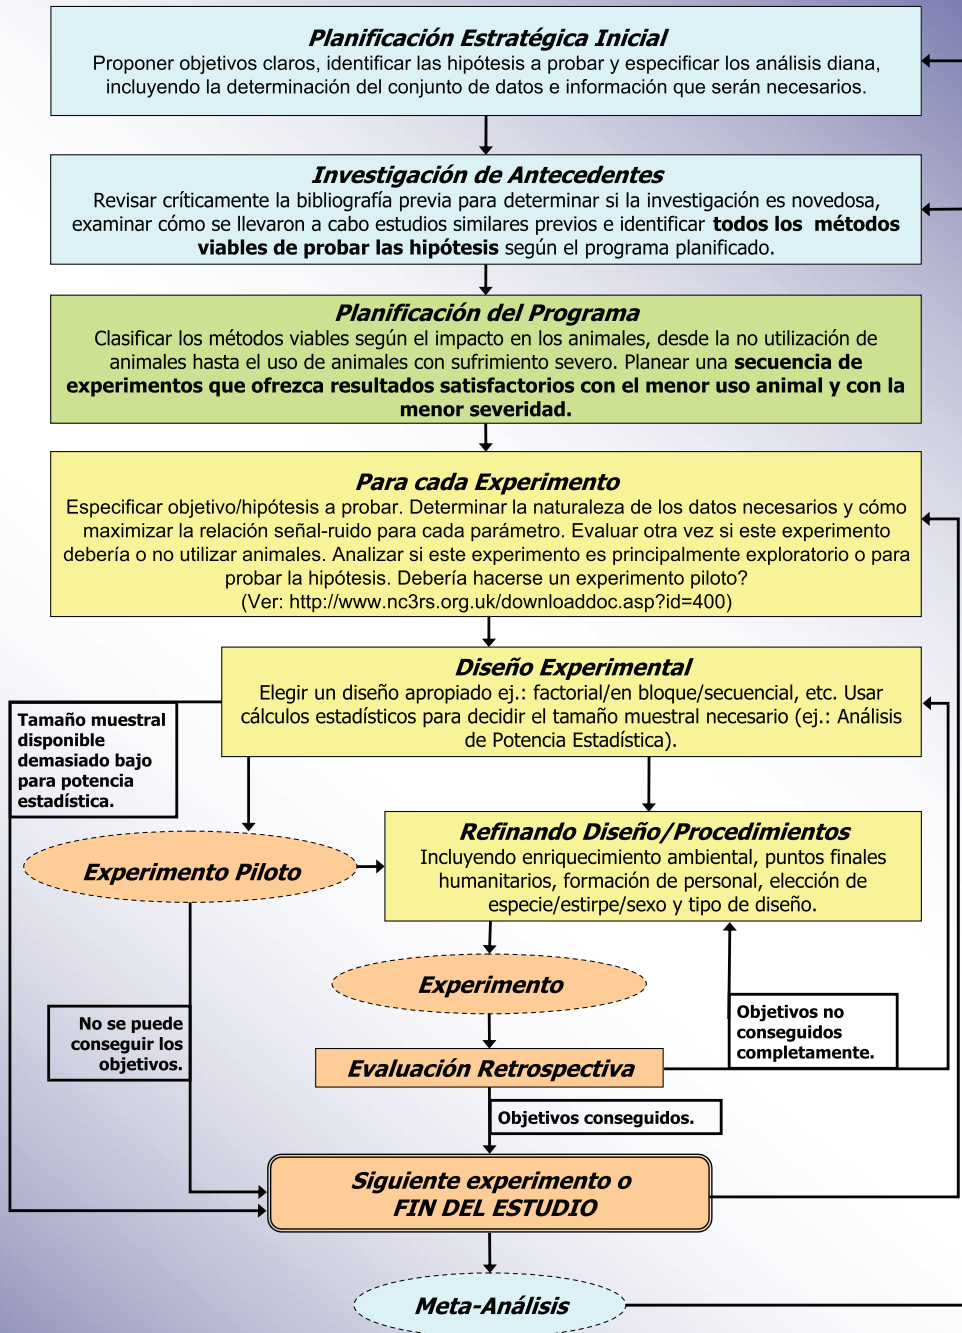 Planificación Estratégica Inicial
Proponer objetivos claros, identificar las hipótesis a probar y especificar los análisis diana,
incluyendo la determinación del conjunto de datos e información que serán necesarios.
Investigación de Antecedentes
Revisar críticamente la bibliografía previa para determinar si la investigación es novedosa,
examinar cómo se llevaron a cabo estudios similares previos e identificar todos los métodos
viables de probar las hipótesis según el programa planificado.
Planificación del Programa
Clasificar los métodos viables según el impacto en los animales, desde la no utilización de
animales hasta el uso de animales con sufrimiento severo. Planear una secuencia de
experimentos que ofrezca resultados satisfactorios con el menor uso animal y con la
menor severidad.
Para cada Experimento
Especificar objetivo/hipótesis a probar. Determinar la naturaleza de los datos necesarios y cómo
maximizar la relación señal-ruido para cada parámetro. Evaluar otra vez si este experimento
debería o no utilizar animales. Analizar si este experimento es principalmente exploratorio o para
probar la hipótesis. Debería hacerse un experimento piloto?
(Ver: http://www.nc3rs.org.uk/downloaddoc.asp?id=400)
Diseño Experimental
Elegir un diseño apropiado ej.: factorial/en bloque/secuencial, etc. Usar
cálculos estadísticos para decidir el tamaño muestral necesario (ej.: Análisis
de Potencia Estadística).
Tamaño muestral
disponible
demasiado bajo
para potencia
estadística.
Experimento Piloto
Refinando Diseño/Procedimientos
Incluyendo enriquecimiento ambiental, puntos finales
humanitarios, formación de personal, elección de
especie/estirpe/sexo y tipo de diseño.
Experimento
No se puede
conseguir los
objetivos.
Objetivos no
conseguidos
completamente.
Evaluación Retrospectiva
Objetivos conseguidos.
Siguiente experimento o
FIN DEL ESTUDIO
Meta-Análisis